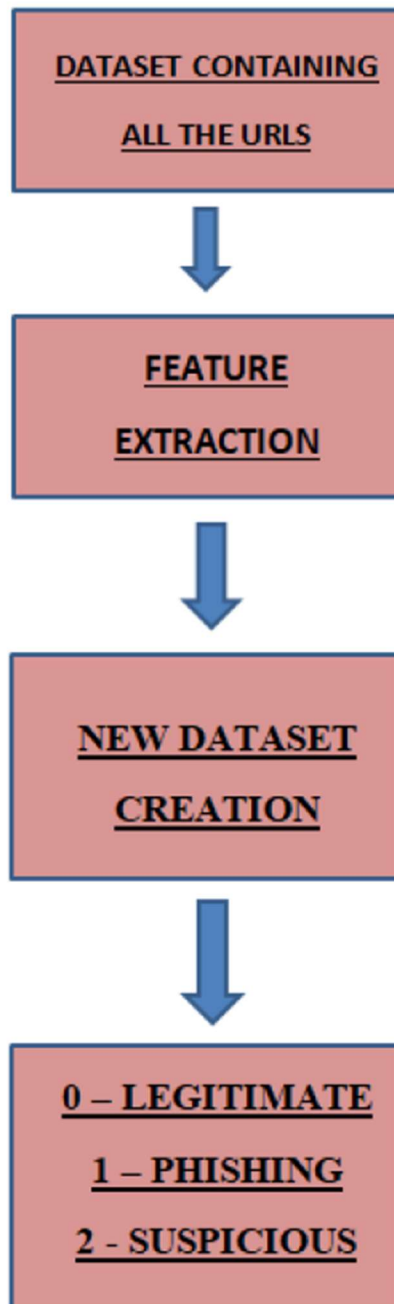 DATASET CONTAINING
ALL THE URLS
FEATURE
EXTRACTION
NEW DATASET
CREATION
0 – LEGITIMATE
1 – PHISHING
2 - SUSPICIOUS